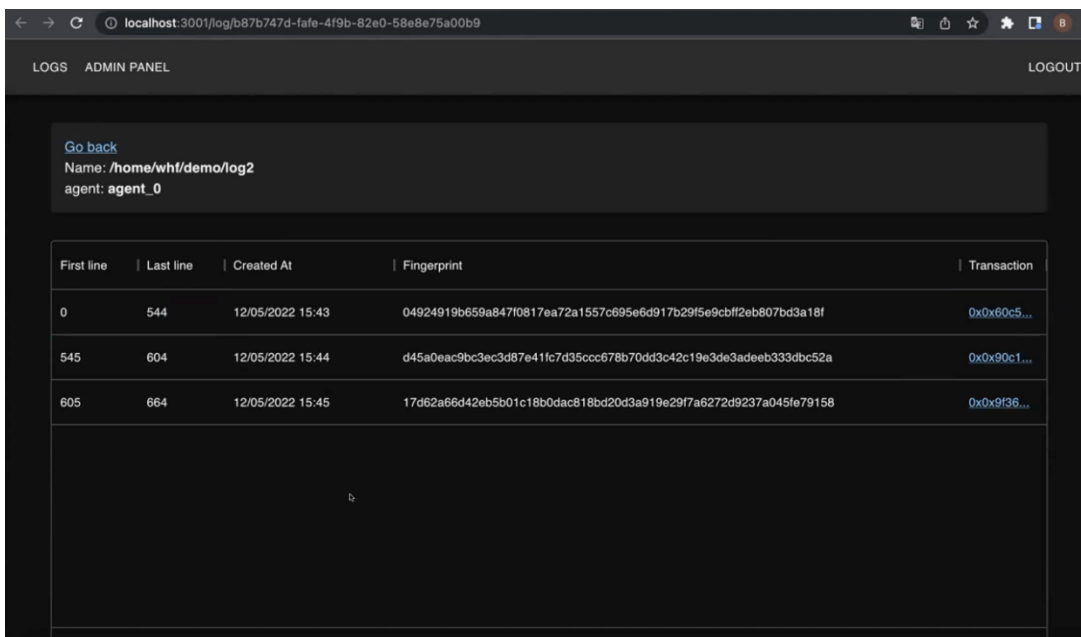 localhost:3001/log/b87b747d-fafe-4f9b-82e0-58e8e75a00b9
B
LOGS ADMIN PANEL LOGOUT
Go back
Name: /home/whf/demo/log2
agent: agent_0
First line Last line Created At Fingerprint Transaction
0 544 12/05/2022 15:43 04924919b659a847f0817ea72a1557c695e6d917b29f5e9cbff2eb807bd3a18f 0x0x60c5...
545 604 12/05/2022 15:44 d45a0eac9bc3ec3d87e41fc7d35ccc678b70dd3c42c19e3de3adeeb333dbc52a 0x0x90c1...
605 664 12/05/2022 15:45 17d62a66d42eb5b01c18b0dac818bd20d3a919e29f7a6272d9237a045fe79158 0x0x9f36...